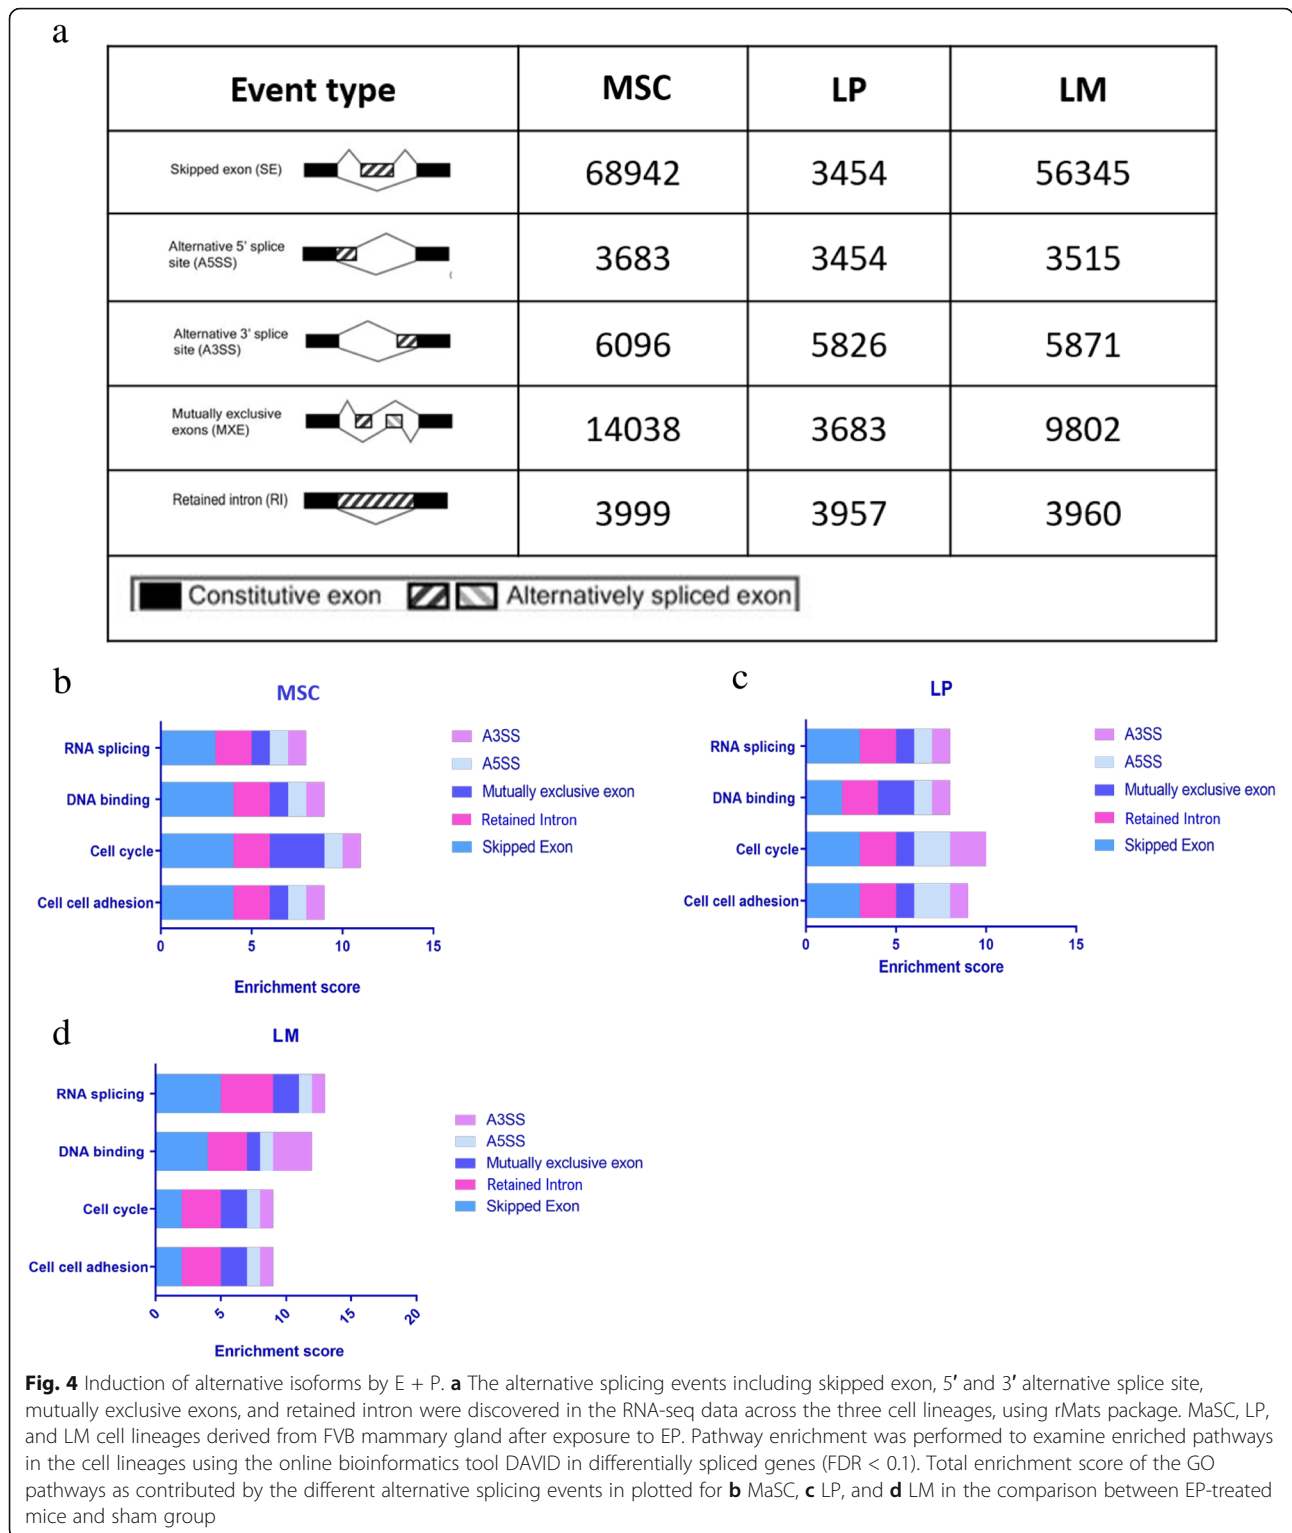 a
Event type MSC LP LM
Skipped exon (SE) 68942 3454 56345
Alternative 5' splice
site (A5SS) 3683 3454 3515
Alternative 3' splice
site (A3SS) 6096 5826 5871
Mutually exclusive
exons (MXE) 14038 3683 9802
Retained intron (RI) 3999 3957 3960
Constitutive exon Alternatively spliced exon
b
MSC
RNA splicing
DNA binding
Cell cycle
Cell cell adhesion
0 5 10 15
Enrichment score
A3SS
A5SS
Mutually exclusive exon
Retained Intron
Skipped Exon
c
LP
RNA splicing
DNA binding
Cell cycle
Cell cell adhesion
0 5 10 15
Enrichment score
A3SS
A5SS
Mutually exclusive exon
Retained Intron
Skipped Exon
d
LM
RNA splicing
DNA binding
Cell cycle
Cell cell adhesion
0 5 10 15 20
Enrichment score
A3SS
A5SS
Mutually exclusive exon
Retained Intron
Skipped Exon
Fig. 4 Induction of alternative isoforms by E + P. a The alternative splicing events including skipped exon, 5′ and 3′ alternative splice site,
mutually exclusive exons, and retained intron were discovered in the RNA-seq data across the three cell lineages, using rMats package. MaSC, LP,
and LM cell lineages derived from FVB mammary gland after exposure to EP. Pathway enrichment was performed to examine enriched pathways
in the cell lineages using the online bioinformatics tool DAVID in differentially spliced genes (FDR < 0.1). Total enrichment score of the GO
pathways as contributed by the different alternative splicing events in plotted for b MaSC, c LP, and d LM in the comparison between EP-treated
mice and sham group